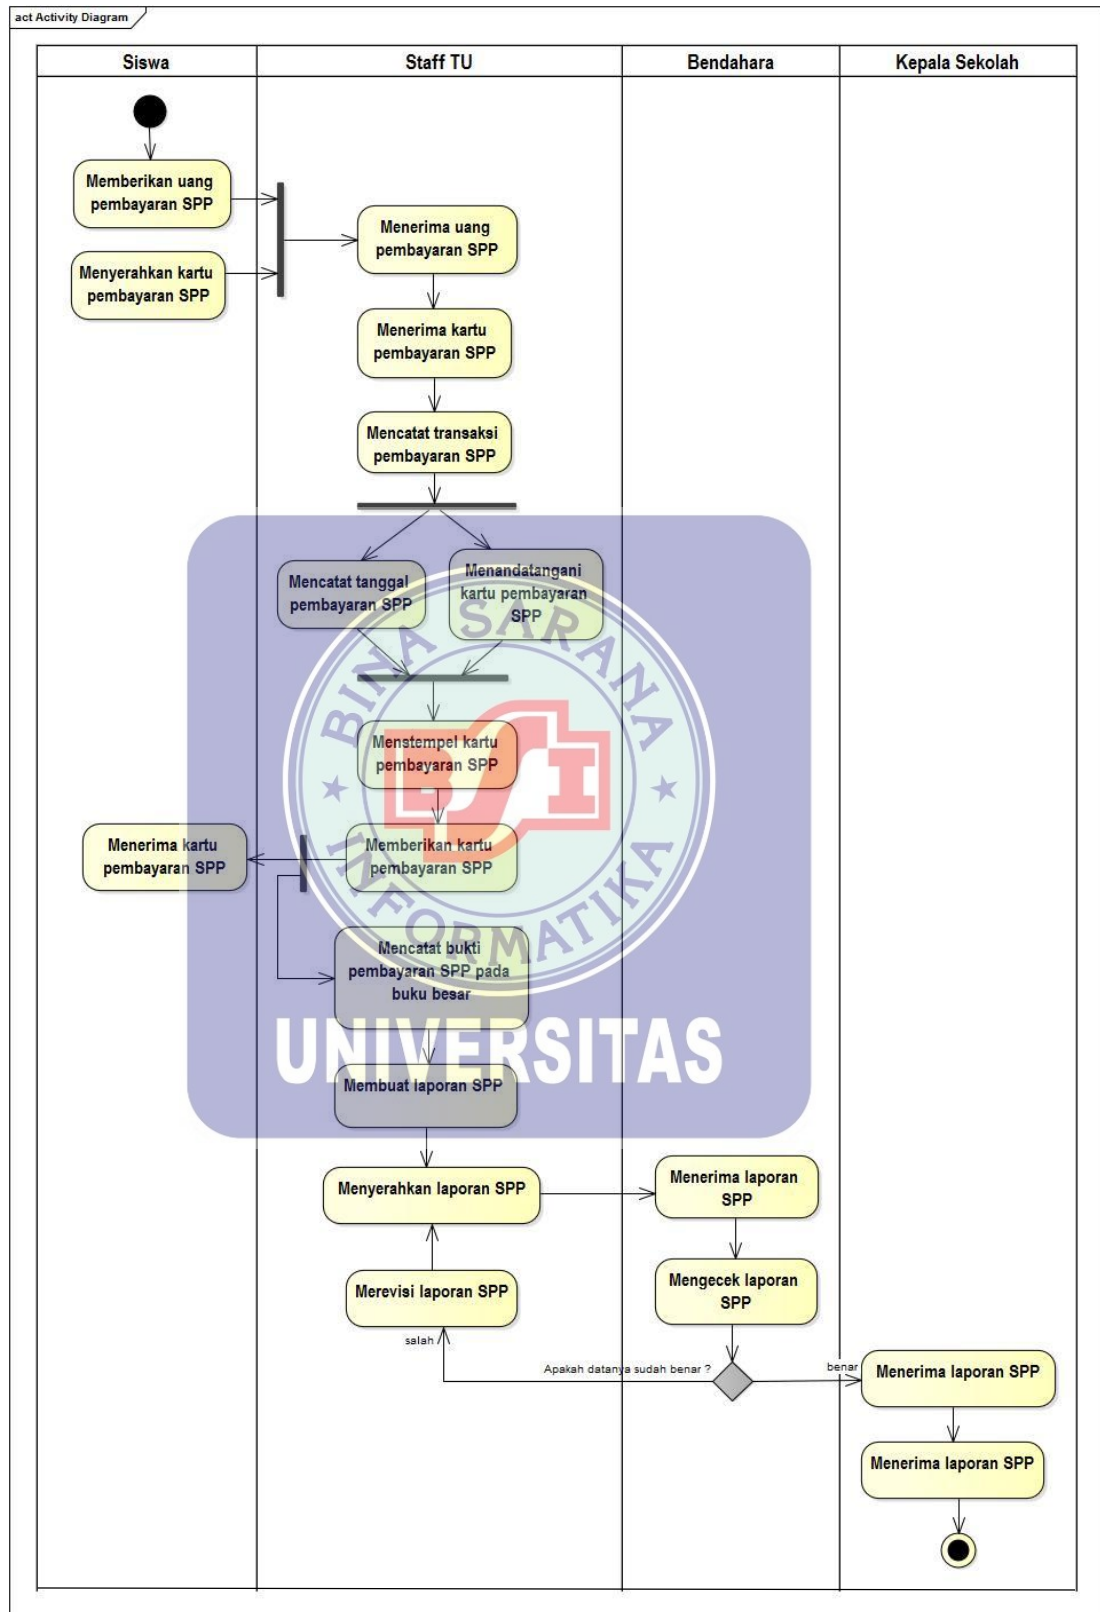 act Activity Diagram
Siswa
Staff TU
Bendahara
Kepala Sekolah
Memberikan uang
pembayaran SPP
Menyerahkan kartu
pembayaran SPP
Menerima uang
pembayaran SPP
Menerima kartu
pembayaran SPP
Mencatat transaksi
pembayaran SPP
Mencatat tanggal
pembayaran SPP
Menandatangani
kartu pembayaran
SPP
BINA SARANA
Menstempel kartu
pembayaran SPP
BSI
Menerima kartu
pembayaran SPP
Memberikan kartu
pembayaran SPP
INFORMATIKA
Mencatat bukti
pembayaran SPP pada
buku besar
UNIVERSITAS
Membuat laporan SPP
Menyerahkan laporan SPP
Menerima laporan
SPP
Merevisi laporan SPP
Mengecek laporan
SPP
salah
Apakah datanya sudah benar ?
benar
Menerima laporan SPP
Menerima laporan SPP